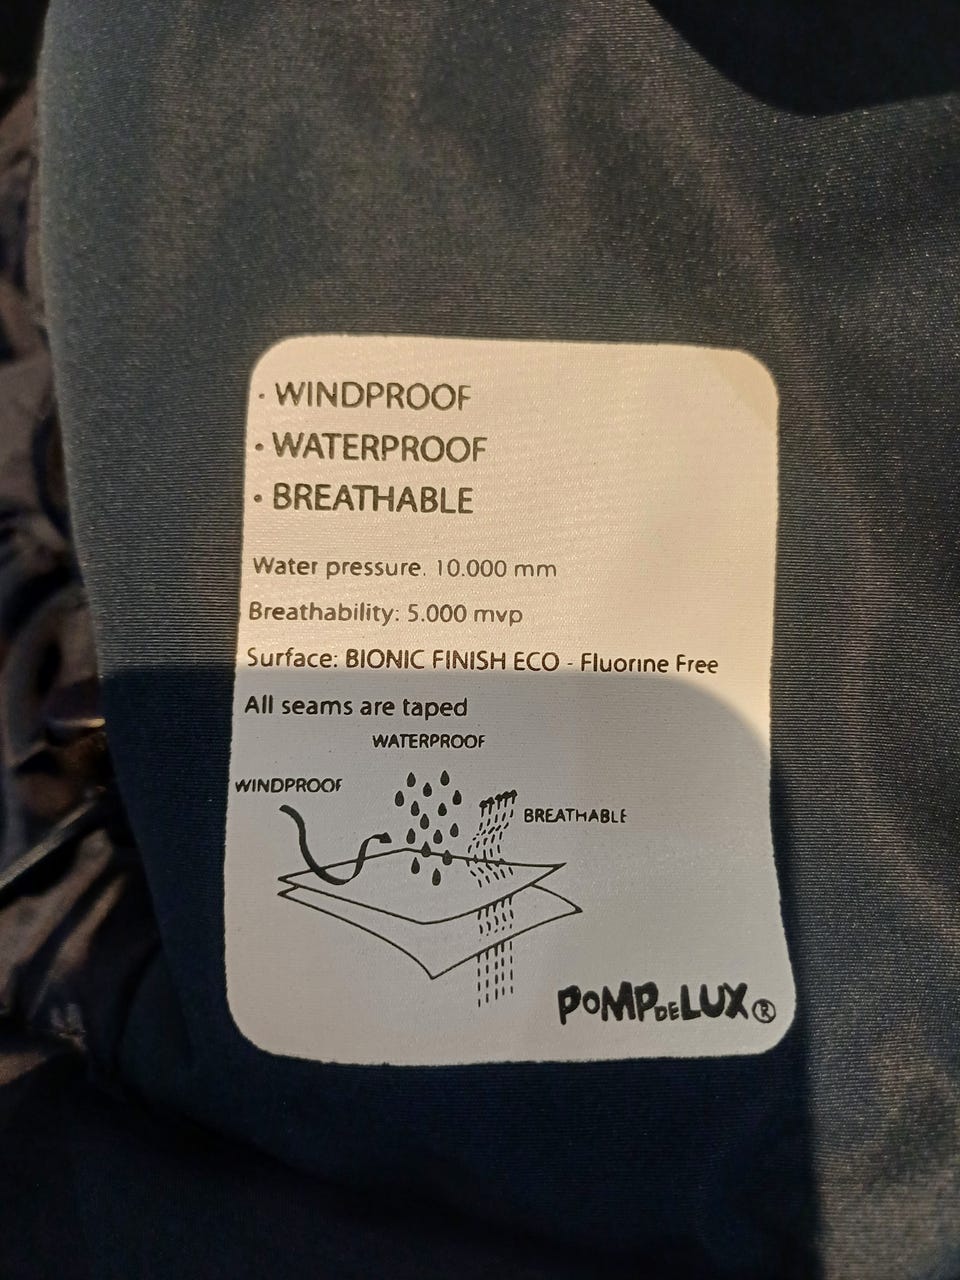 · WINDPROOF
· WATERPROOF
· BREATHABLE
Water pressure. 10.000 mm
Breathability: 5.000 mvp
Surface: BIONIC FINISH ECO - Fluorine Free
All seams are taped
WATERPROOF
WINDPROOF
BREATHABLE
POMPDELUX®